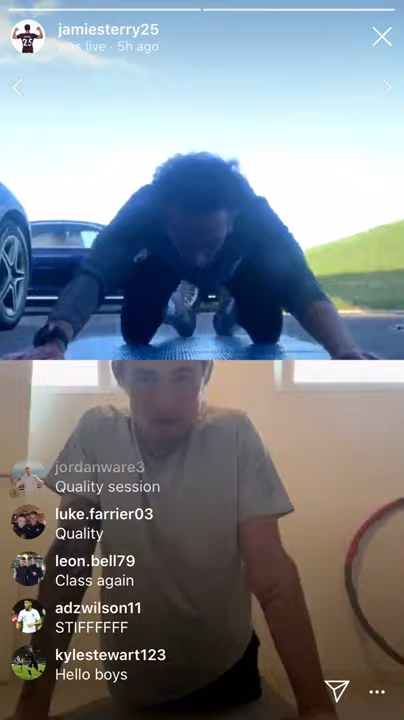 jamiesterry25
was live · 5h ago
jordanware3
Quality session
luke.farrier03
Quality
leon.bell79
Class again
adzwilson11
STIFFFFFF
kylestewart123
Hello boys